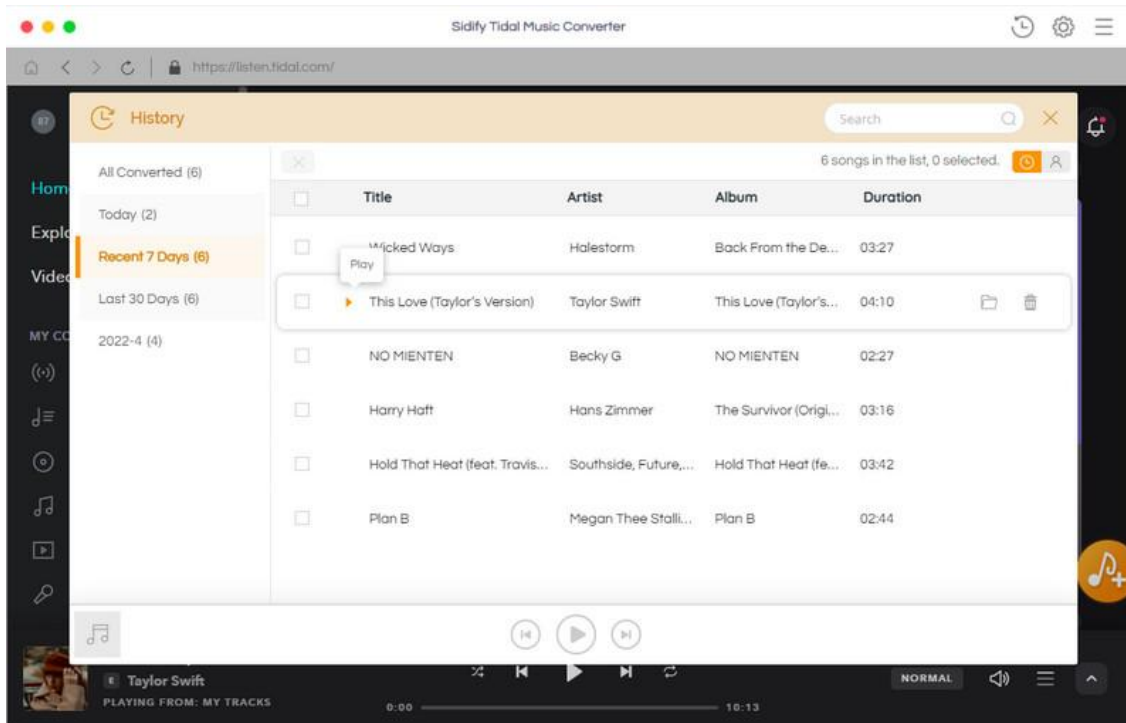 Sidify Tidal Music Converter
https://listen.tidal.com/
History
Search
6 songs in the list, 0 selected.
All Converted (6)
Today (2)
Recent 7 Days (6)
Last 30 Days (6)
2022-4 (4)
Title Artist Album Duration
Wicked Ways Halestorm Back From the De... 03:27
Play
This Love (Taylor's Version) Taylor Swift This Love (Taylor's... 04:10
NO MIENTEN Becky G NO MIENTEN 02:27
Harry Haft Hans Zimmer The Survivor (Origi... 03:16
Hold That Heat (feat. Travis... Southside, Future,... Hold That Heat (fe... 03:42
Plan B Megan Thee Stalli... Plan B 02:44
Hom
Explo
Video
MY CO
E Taylor Swift
PLAYING FROM: MY TRACKS
0:00 10:13
NORMAL